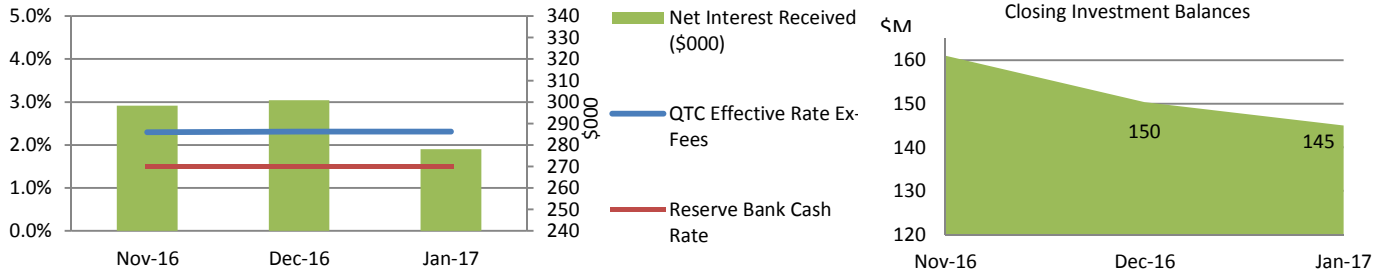 5.0%
4.0%
3.0%
2.0%
1.0%
0.0%
Nov-16
Dec-16
Jan-17
340
330
320
310
300
290
280
270
260
250
240
$000
Net Interest Received
($000)
QTC Effective Rate Ex-
Fees
Reserve Bank Cash
Rate
Closing Investment Balances
$M
160
150
140
130
120
150
145
Nov-16
Dec-16
Jan-17